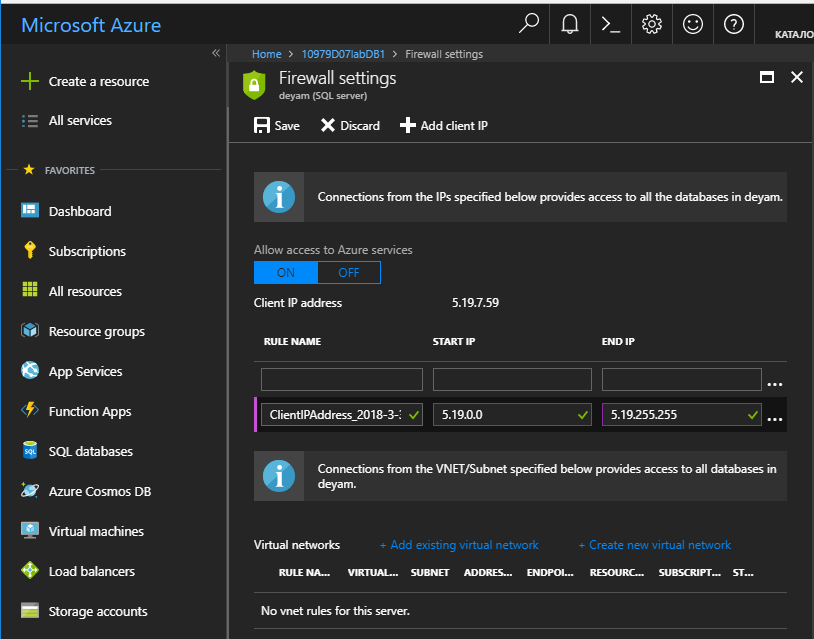 Microsoft Azure
КАТАЛО
Home > 10979D07labDB1 > Firewall settings
Firewall settings
deyam (SQL server)
Save Discard Add client IP
Create a resource
All services
FAVORITES
Dashboard
Subscriptions
All resources
Resource groups
App Services
Function Apps
SQL databases
Azure Cosmos DB
Virtual machines
Load balancers
Storage accounts
Connections from the IPs specified below provides access to all the databases in deyam.
Allow access to Azure services
ON OFF
Client IP address 5.19.7.59
RULE NAME START IP END IP
...
ClientIPAddress_2018-3-3 5.19.0.0 5.19.255.255 ...
Connections from the VNET/Subnet specified below provides access to all databases in
deyam.
Virtual networks + Add existing virtual network + Create new virtual network
RULE NA... VIRTUAL... SUBNET ADDRES... ENDPOI... RESOURC... SUBSCRIPT... ST...
No vnet rules for this server.